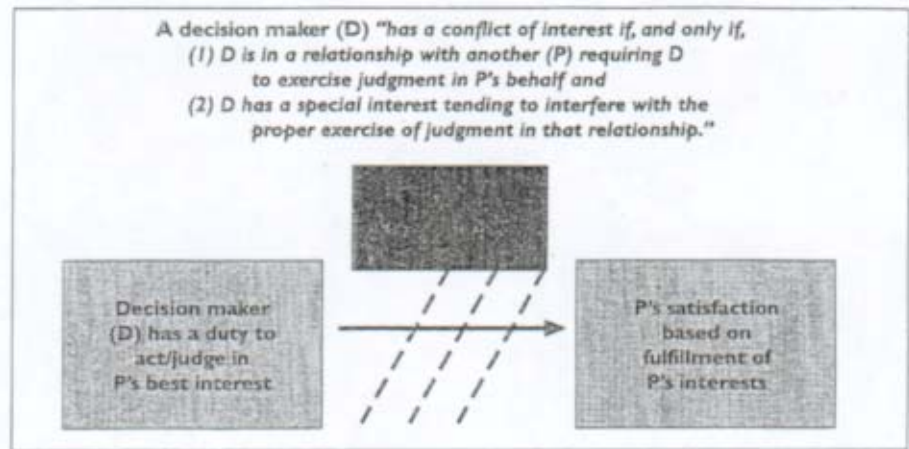 A decision maker (D) "has a conflict of interest if, and only if,
(1) D is in a relationship with another (P) requiring D
to exercise judgment in P's behalf and
(2) D has a special interest tending to interfere with the
proper exercise of judgment in that relationship."
Decision maker
(D) has a duty to
act/judge in
P's best interest
P's satisfaction
based on
fulfillment of
P's interests